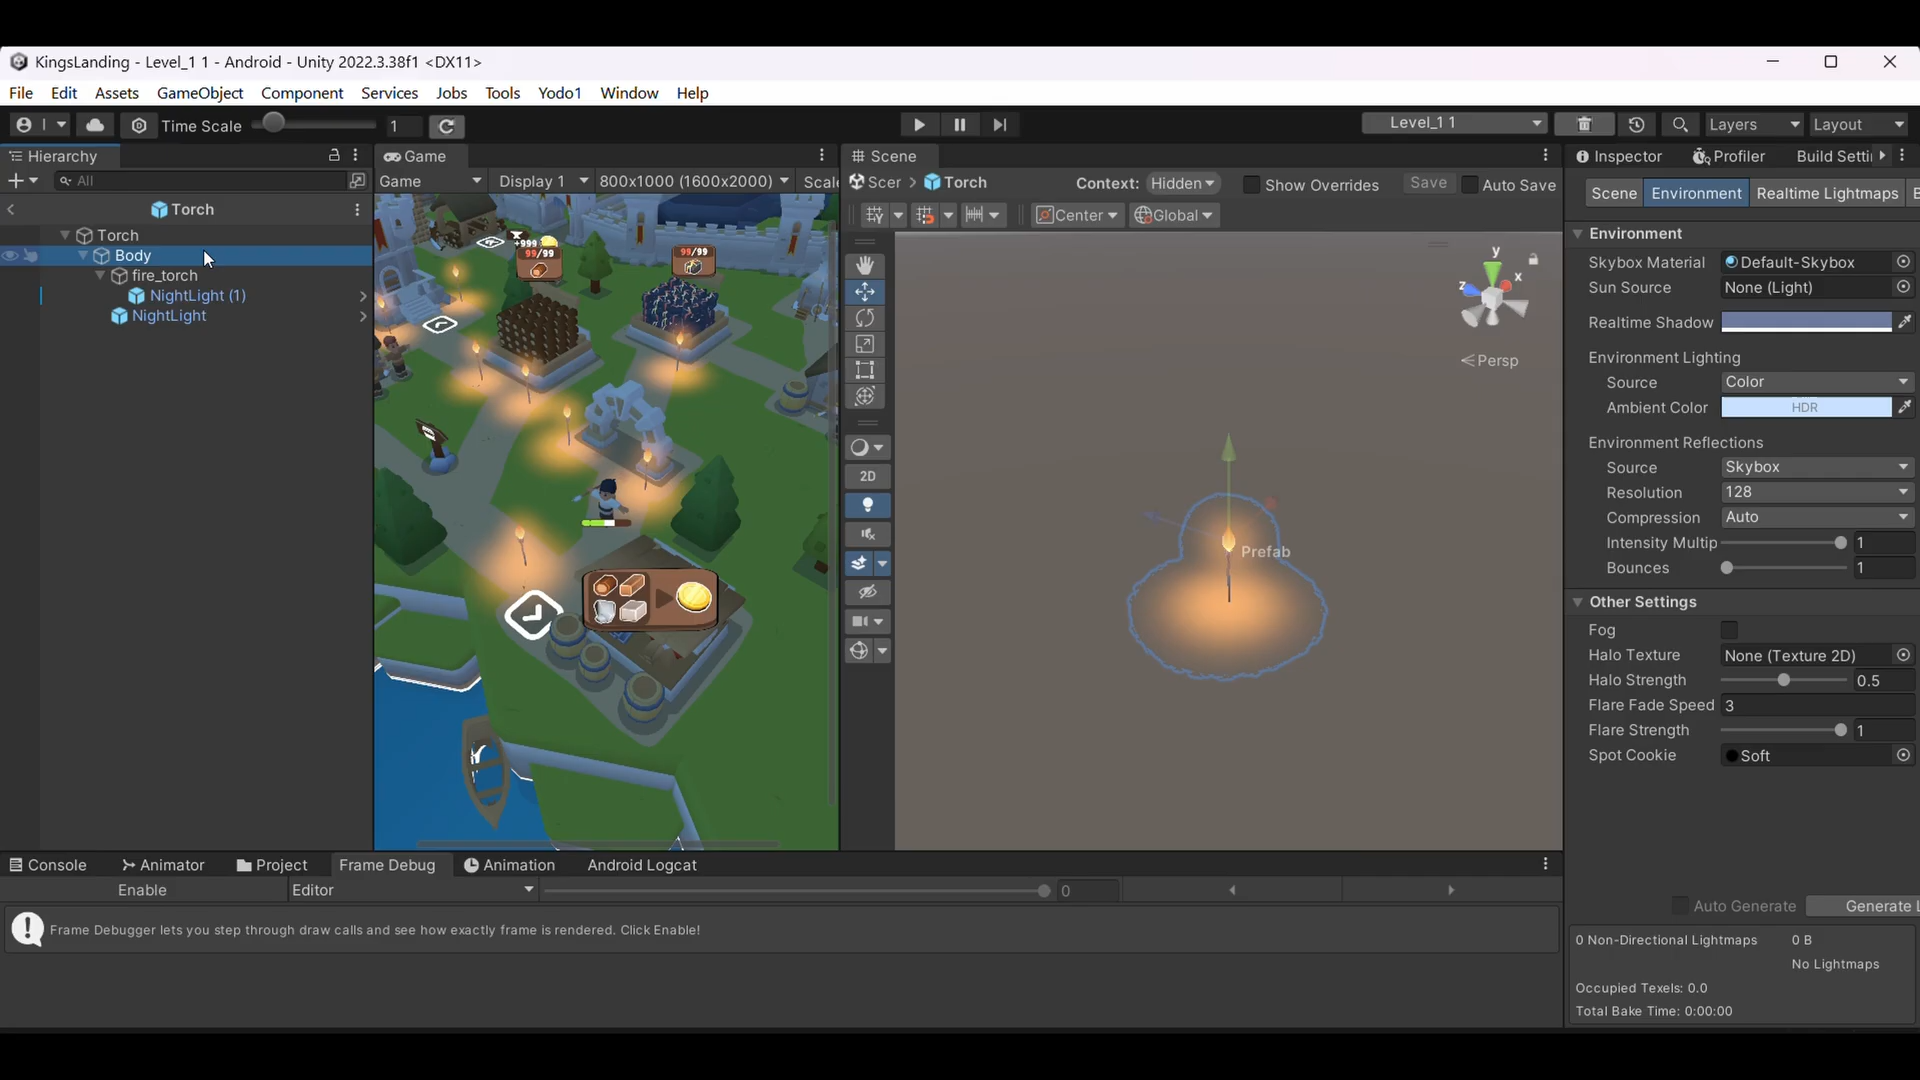 KingsLanding - Level_1 1 - Android - Unity 2022.3.38f1 <DX11>
File Edit Assets GameObject Component Services Jobs Tools Yodo1 Window Help
Time Scale 1 Level_1 1 Layers Layout
Hierarchy
All
Torch
Torch
Body
fire_torch
NightLight (1)
NightLight
Game
Game Display 1 800x1000 (1600x2000) Scale
+999
99/99
99/99
Scene
Scer > Torch Context: Hidden Show Overrides Save Auto Save
Center Global
2D
y
x
z
Persp
Prefab
Inspector Profiler Build Setti
Scene Environment Realtime Lightmaps
Environment
Skybox Material Default-Skybox
Sun Source None (Light)
Realtime Shadow
Environment Lighting
Source Color
Ambient Color HDR
Environment Reflections
Source Skybox
Resolution 128
Compression Auto
Intensity Multip 1
Bounces 1
Other Settings
Fog
Halo Texture None (Texture 2D)
Halo Strength 0.5
Flare Fade Speed 3
Flare Strength 1
Spot Cookie Soft
Auto Generate Generate L
0 Non-Directional Lightmaps 0 B
No Lightmaps
Occupied Texels: 0.0
Total Bake Time: 0:00:00
Console Animator Project Frame Debug Animation Android Logcat
Enable Editor 0
Frame Debugger lets you step through draw calls and see how exactly frame is rendered. Click Enable!